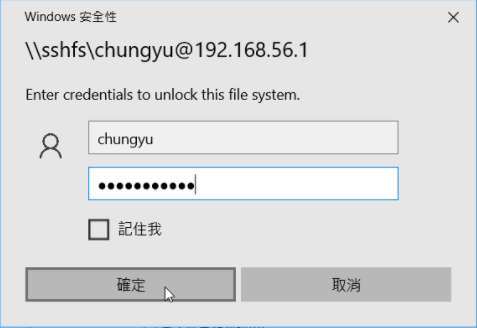 Windows 安全性
\\sshfs\chungyu@192.168.56.1
Enter credentials to unlock this file system.
chungyu
●●●●●●●●●●●
記住我
確定 取消